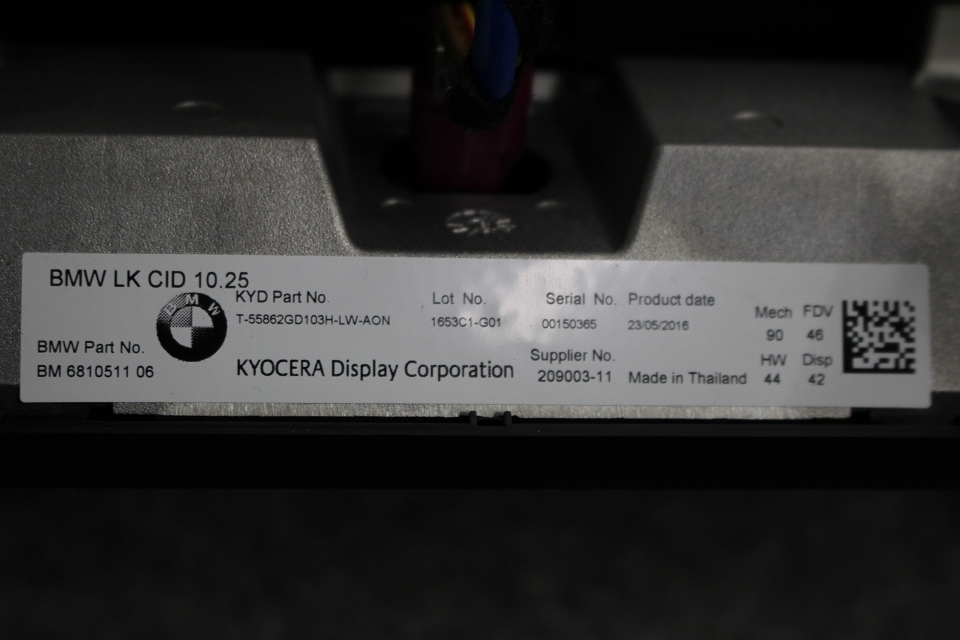 BMW LK CID 10.25
BMW
KYD Part No.
T-55862GD103H-LW-AON
Lot No.
1653C1-G01
Serial No.
00150365
Product date
23/05/2016
Mech FDV
90 46
HW Disp
44 42
BMW Part No.
BM 6810511 06
KYOCERA Display Corporation
Supplier No.
209003-11
Made in Thailand